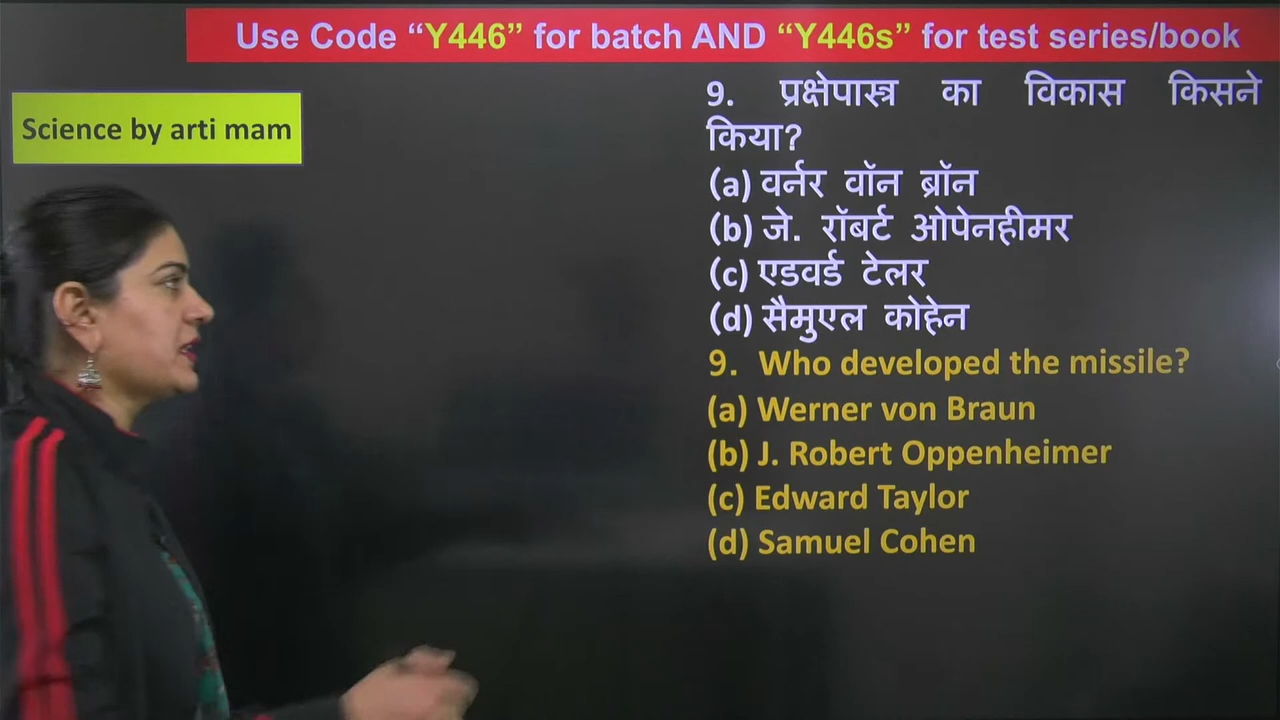 Use Code “Y446” for batch AND “Y446s” for test series/book
Science by arti mam
9. प्रक्षेपास्त्र का विकास किसने
किया?
(a) वर्नर वॉन ब्रॉन
(b) जे. रॉबर्ट ओपेनहीमर
(c) एडवर्ड टेलर
(d) सैमुएल कोहेन
9. Who developed the missile?
(a) Werner von Braun
(b) J. Robert Oppenheimer
(c) Edward Taylor
(d) Samuel Cohen